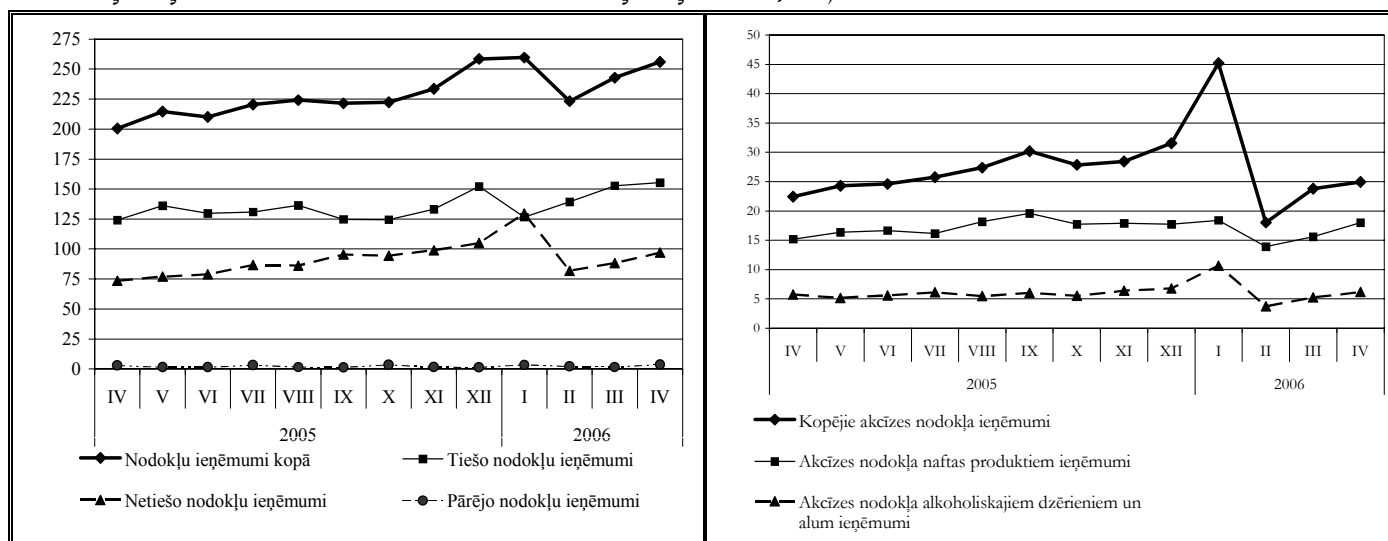 275
250
225
200
175
150
125
100
75
50
25
0
IV V VI VII VIII IX X XI XII I II III IV
2005 2006
Nodokļu ieņēmumi kopā
Tiešo nodokļu ieņēmumi
Netiešo nodokļu ieņēmumi
Pārējo nodokļu ieņēmumi
50
45
40
35
30
25
20
15
10
5
0
IV V VI VII VIII IX X XI XII I II III IV
2005 2006
Kopējie akcīzes nodokļa ieņēmumi
Akcīzes nodokļa naftas produktiem ieņēmumi
Akcīzes nodokļa alkoholiskajiem dzērieniem un
alum ieņēmumi